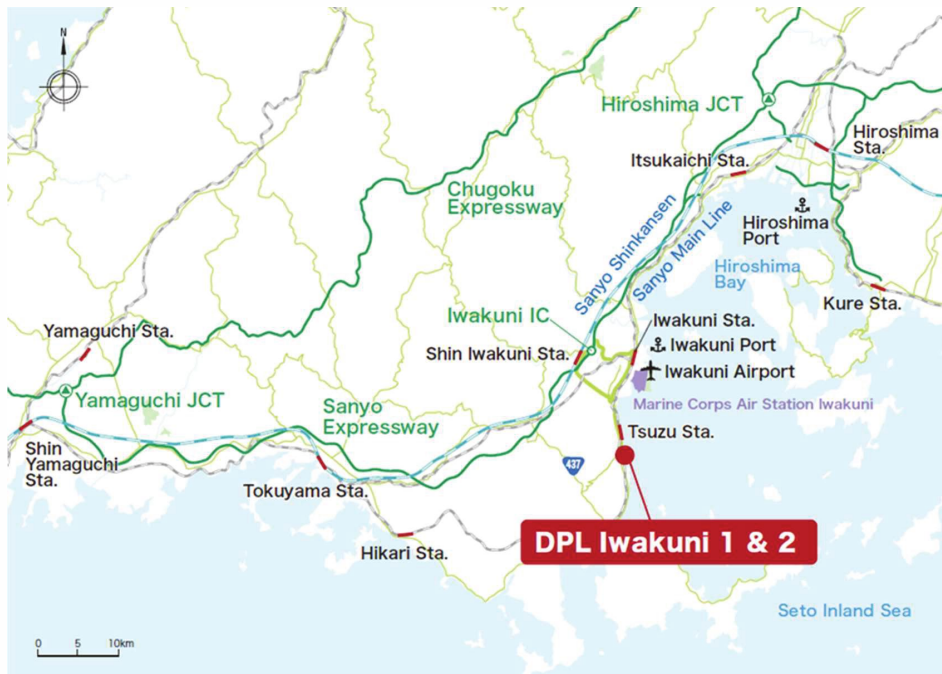 N
Hiroshima JCT
Hiroshima
Sta.
Itsukaichi Sta.
Chugoku
Expressway
Sanyo Shinkansen
Sanyo Main Line
Hiroshima
Port
Hiroshima
Bay
Kure Sta.
Iwakuni IC
Iwakuni Sta.
Yamaguchi Sta.
Shin Iwakuni Sta.
Iwakuni Port
Iwakuni Airport
Yamaguchi JCT
Sanyo
Expressway
Marine Corps Air Station Iwakuni
Tsuzu Sta.
Shin
Yamaguchi
Sta.
437
Tokuyama Sta.
DPL Iwakuni 1 & 2
Hikari Sta.
Seto Inland Sea
0 5 10km